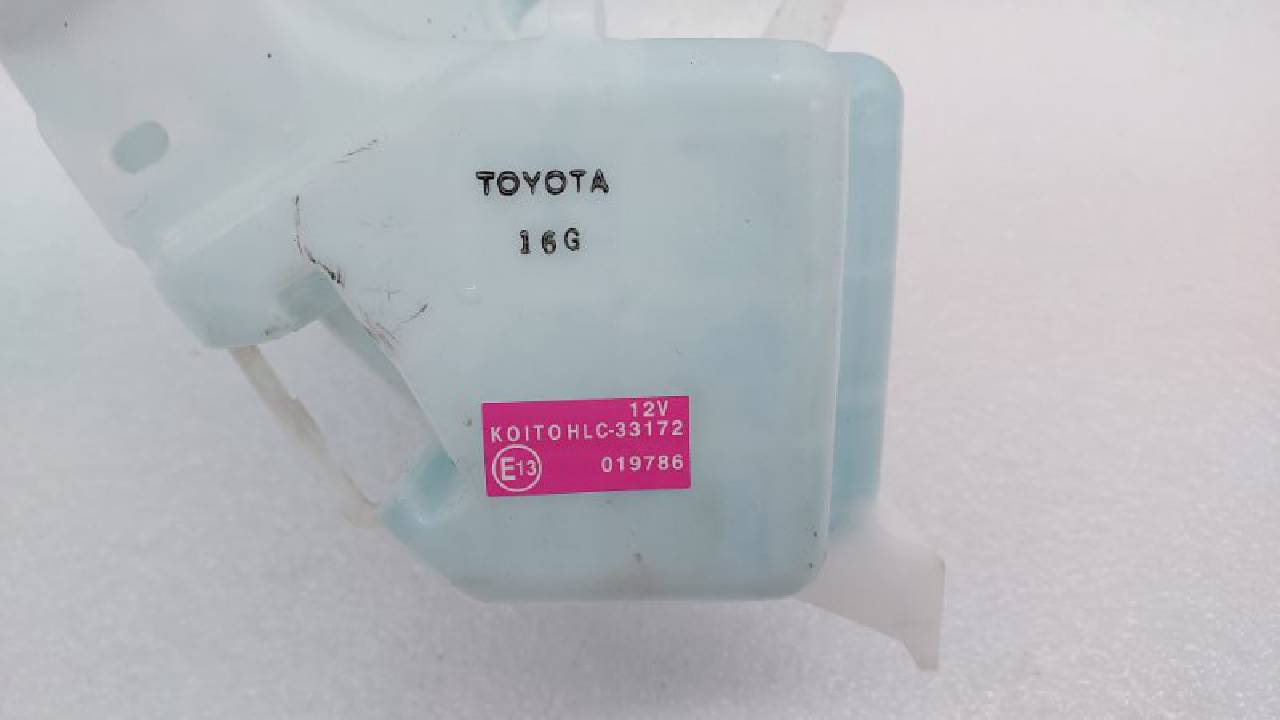 TOYOTA
16G
12V
KOITO HLC-33172
E13 019786